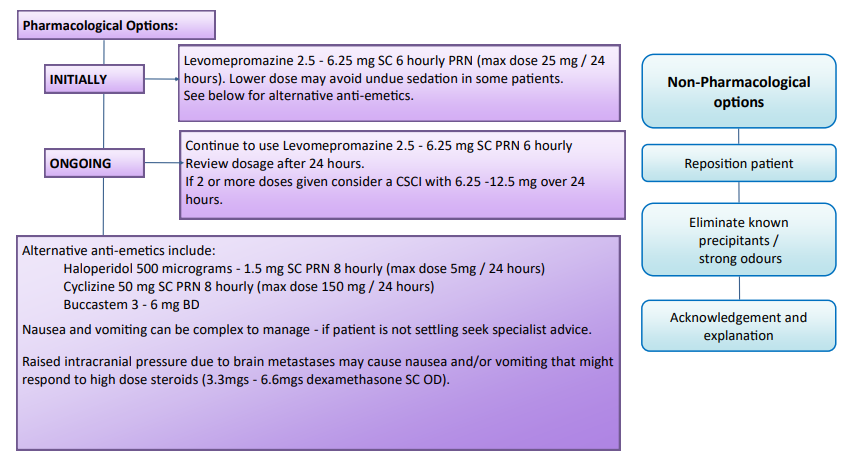 Pharmacological Options:
INITIALLY
Levomepromazine 2.5 - 6.25 mg SC 6 hourly PRN (max dose 25 mg / 24
hours). Lower dose may avoid undue sedation in some patients.
See below for alternative anti-emetics.
ONGOING
Continue to use Levomepromazine 2.5 - 6.25 mg SC PRN 6 hourly
Review dosage after 24 hours.
If 2 or more doses given consider a CSCI with 6.25 -12.5 mg over 24
hours.
Alternative anti-emetics include:
Haloperidol 500 micrograms - 1.5 mg SC PRN 8 hourly (max dose 5mg / 24 hours)
Cyclizine 50 mg SC PRN 8 hourly (max dose 150 mg / 24 hours)
Buccastem 3 - 6 mg BD
Nausea and vomiting can be complex to manage - if patient is not settling seek specialist advice.
Raised intracranial pressure due to brain metastases may cause nausea and/or vomiting that might
respond to high dose steroids (3.3mgs - 6.6mgs dexamethasone SC OD).
Non-Pharmacological
options
Reposition patient
Eliminate known
precipitants /
strong odours
Acknowledgement and
explanation